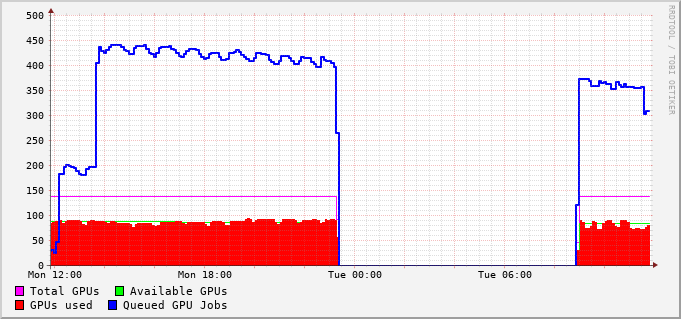 500
450
400
350
300
250
200
150
100
50
0
Mon 12:00 Mon 18:00 Tue 00:00 Tue 06:00
Total GPUs Available GPUs
GPUs used Queued GPU Jobs
RRDTOOL / TOBI OETIKER